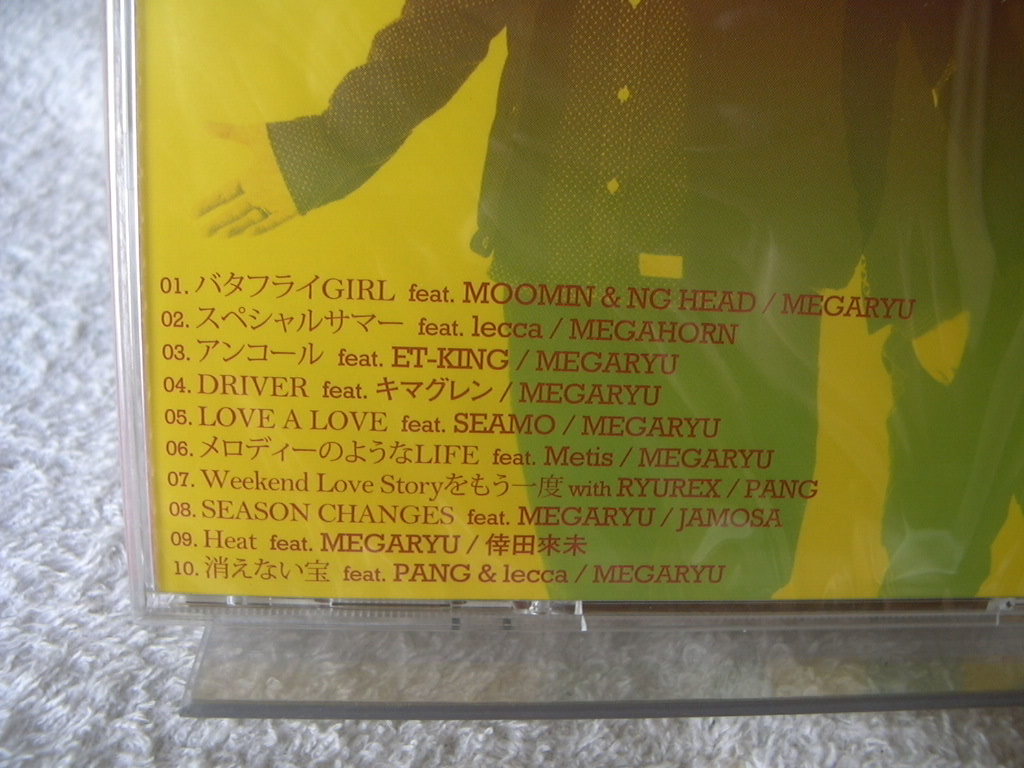 01. バタフライGIRL feat. MOOMIN & NG HEAD / MEGARYU
02. スペシャルサマー feat. lecca / MEGAHORN
03. アンコール feat. ET-KING / MEGARYU
04. DRIVER feat. キマグレン / MEGARYU
05. LOVE A LOVE feat. SEAMO / MEGARYU
06. メロディーのようなLIFE feat. Metis / MEGARYU
07. Weekend Love Storyをもう一度 with RYUREX / PANG
08. SEASON CHANGES feat. MEGARYU / JAMOSA
09. Heat feat. MEGARYU / 倖田來未
10. 消えない宝 feat. PANG & lecca / MEGARYU